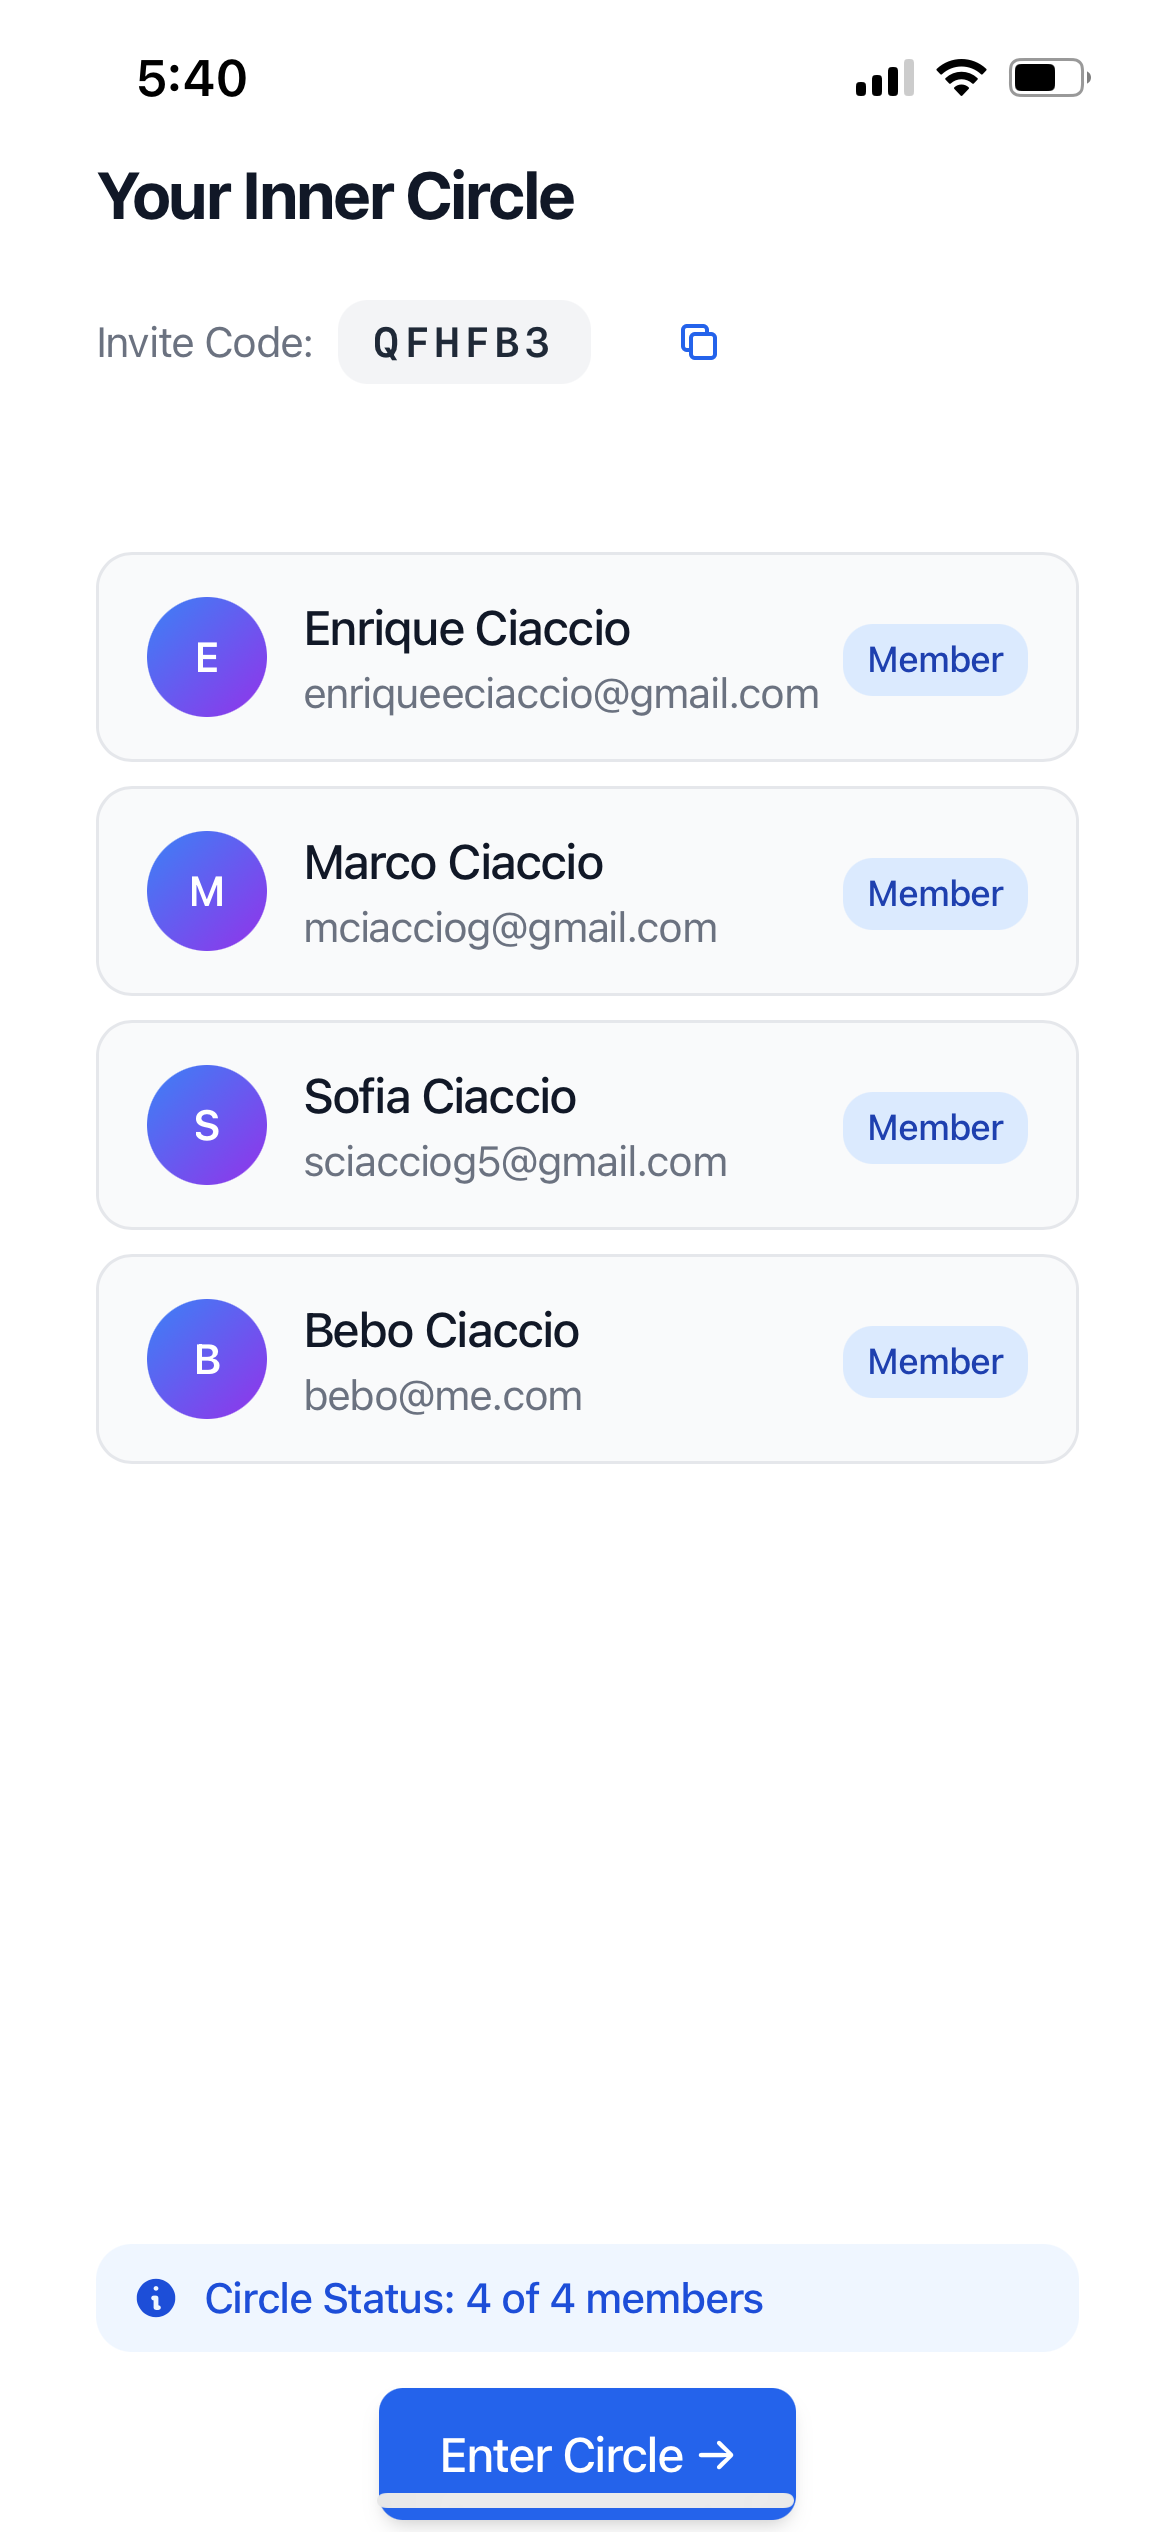 5:40
Your Inner Circle
Invite Code: QFHFB3
E
Enrique Ciaccio
enriqueeciaccio@gmail.com
Member
M
Marco Ciaccio
mciacciog@gmail.com
Member
S
Sofia Ciaccio
sciacciog5@gmail.com
Member
B
Bebo Ciaccio
bebo@me.com
Member
Circle Status: 4 of 4 members
Enter Circle →